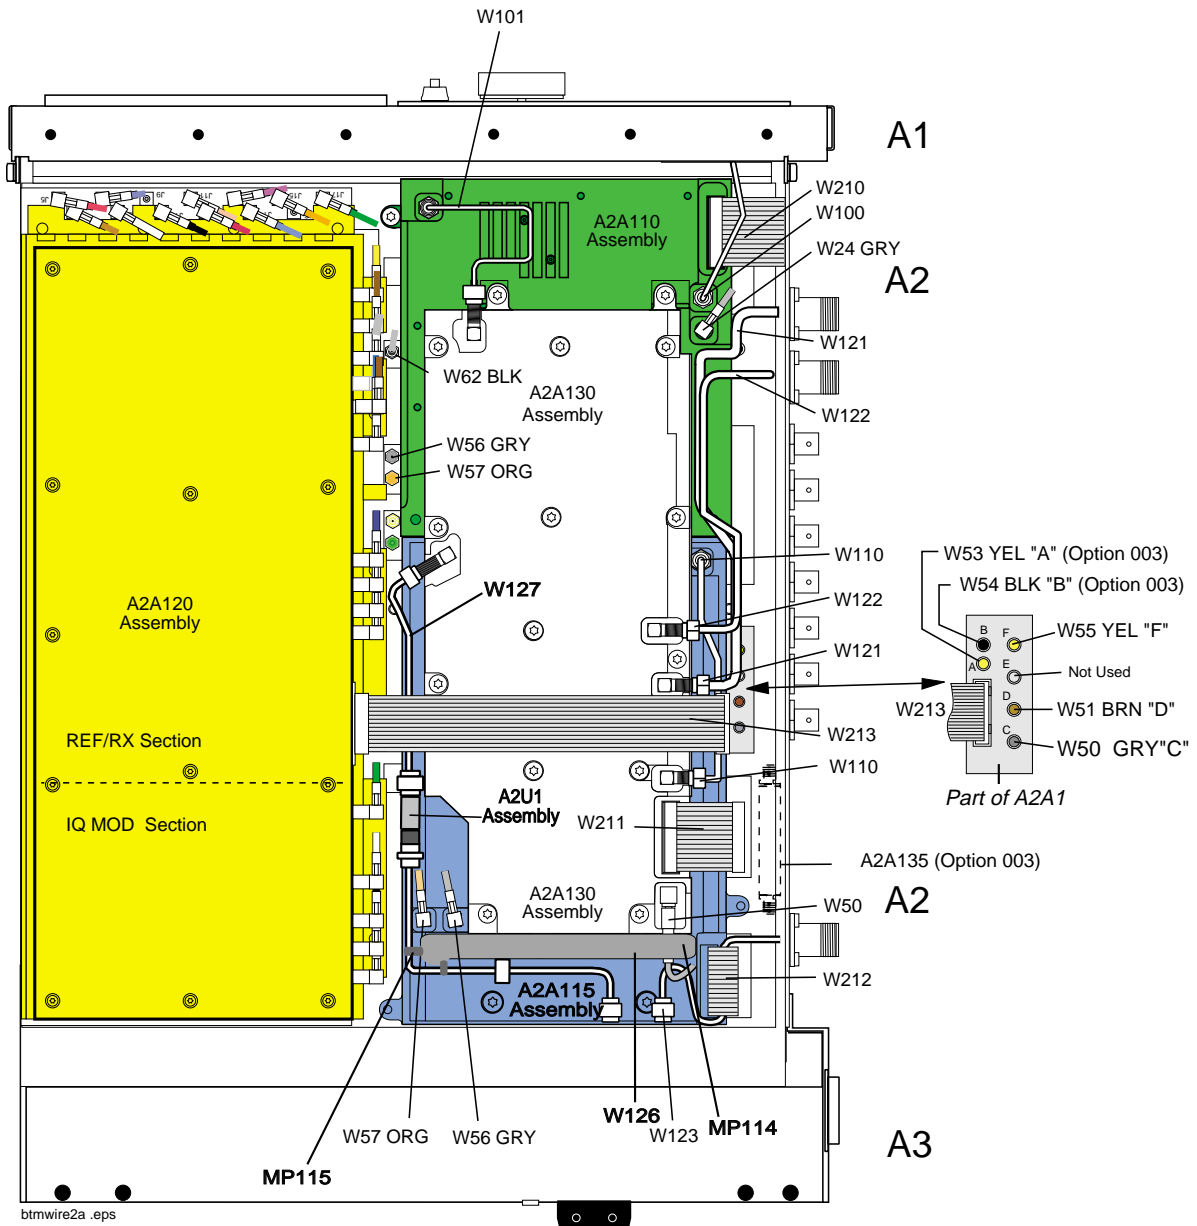 W101
A1
W210
A2A110
Assembly
W100
W24 GRY
A2
W121
W62 BLK
A2A130
Assembly
W122
W56 GRY
W57 ORG
W53 YEL "A" (Option 003)
W110
W54 BLK "B" (Option 003)
W127
A2A120
Assembly
W122
B
F
W55 YEL "F"
W121
A
E
Not Used
D
W213
W51 BRN "D"
REF/RX Section
W213
C
W50 GRY"C"
W110
A2U1
Assembly
Part of A2A1
IQ MOD Section
W211
A2A135 (Option 003)
A2A130
Assembly
W50
A2
W212
A2A115
Assembly
W126
W57 ORG
W56 GRY
W123
MP114
A3
MP115
btmwire2a .eps